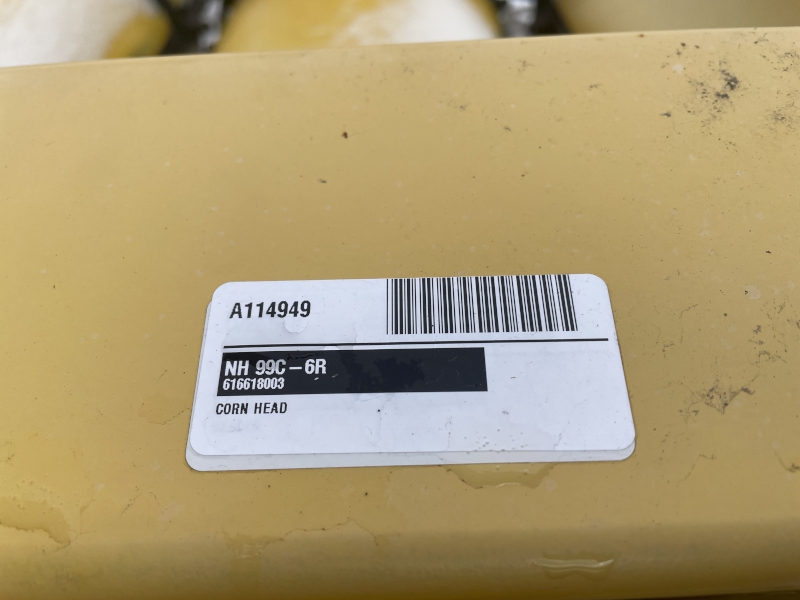 A114949
NH 99C-6R
616618003
CORN HEAD